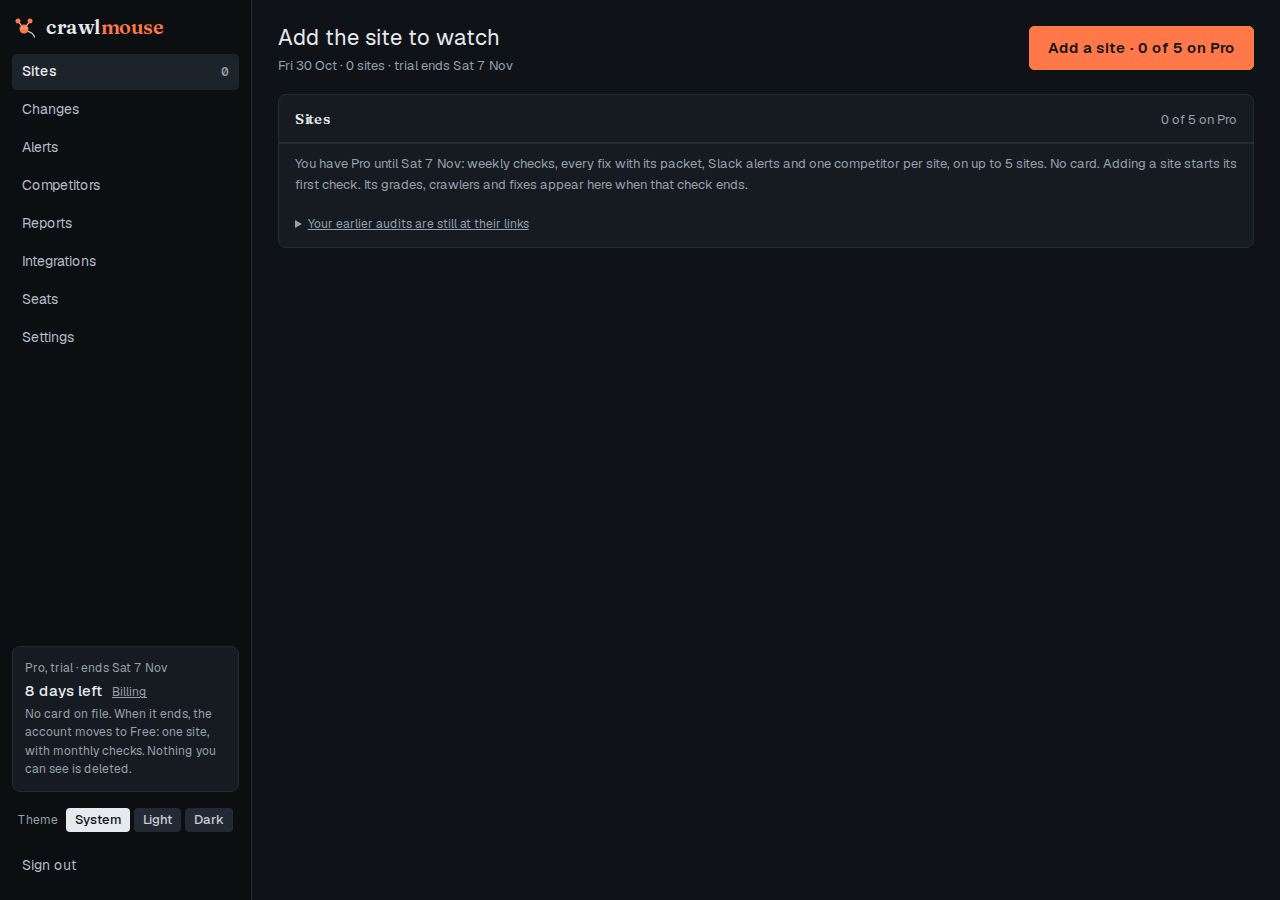 crawlmouse
Sites 0
Changes
Alerts
Competitors
Reports
Integrations
Seats
Settings
Pro, trial · ends Sat 7 Nov
8 days left Billing
No card on file. When it ends, the
account moves to Free: one site,
with monthly checks. Nothing you
can see is deleted.
Theme System Light Dark
Sign out
Add the site to watch
Fri 30 Oct · 0 sites · trial ends Sat 7 Nov
Add a site · 0 of 5 on Pro
Sites 0 of 5 on Pro
You have Pro until Sat 7 Nov: weekly checks, every fix with its packet, Slack alerts and one competitor per site, on up to 5 sites. No card. Adding a site starts its
first check. Its grades, crawlers and fixes appear here when that check ends.
Your earlier audits are still at their links